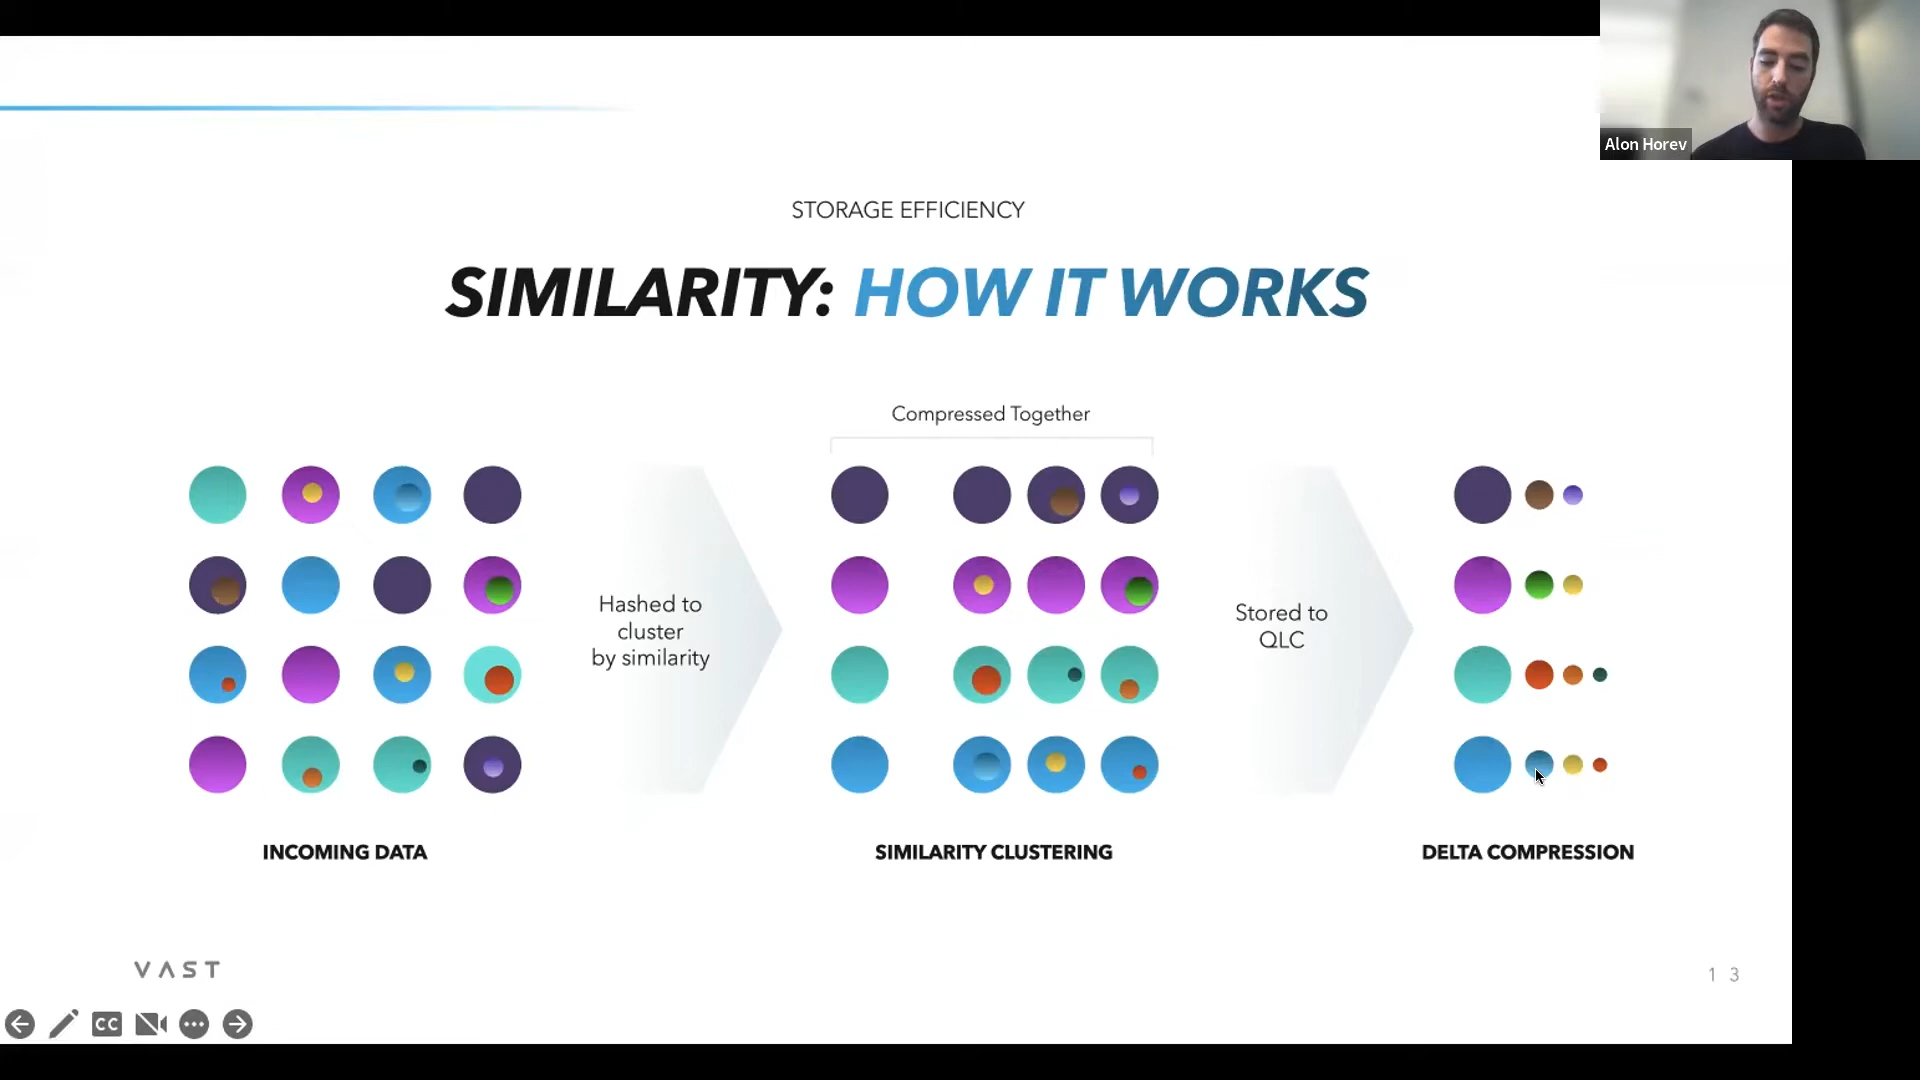 Alon Horev
STORAGE EFFICIENCY
SIMILARITY: HOW IT WORKS
Compressed Together
Hashed to
cluster
by similarity
Stored to
QLC
INCOMING DATA
SIMILARITY CLUSTERING
DELTA COMPRESSION
VAST
13
CC